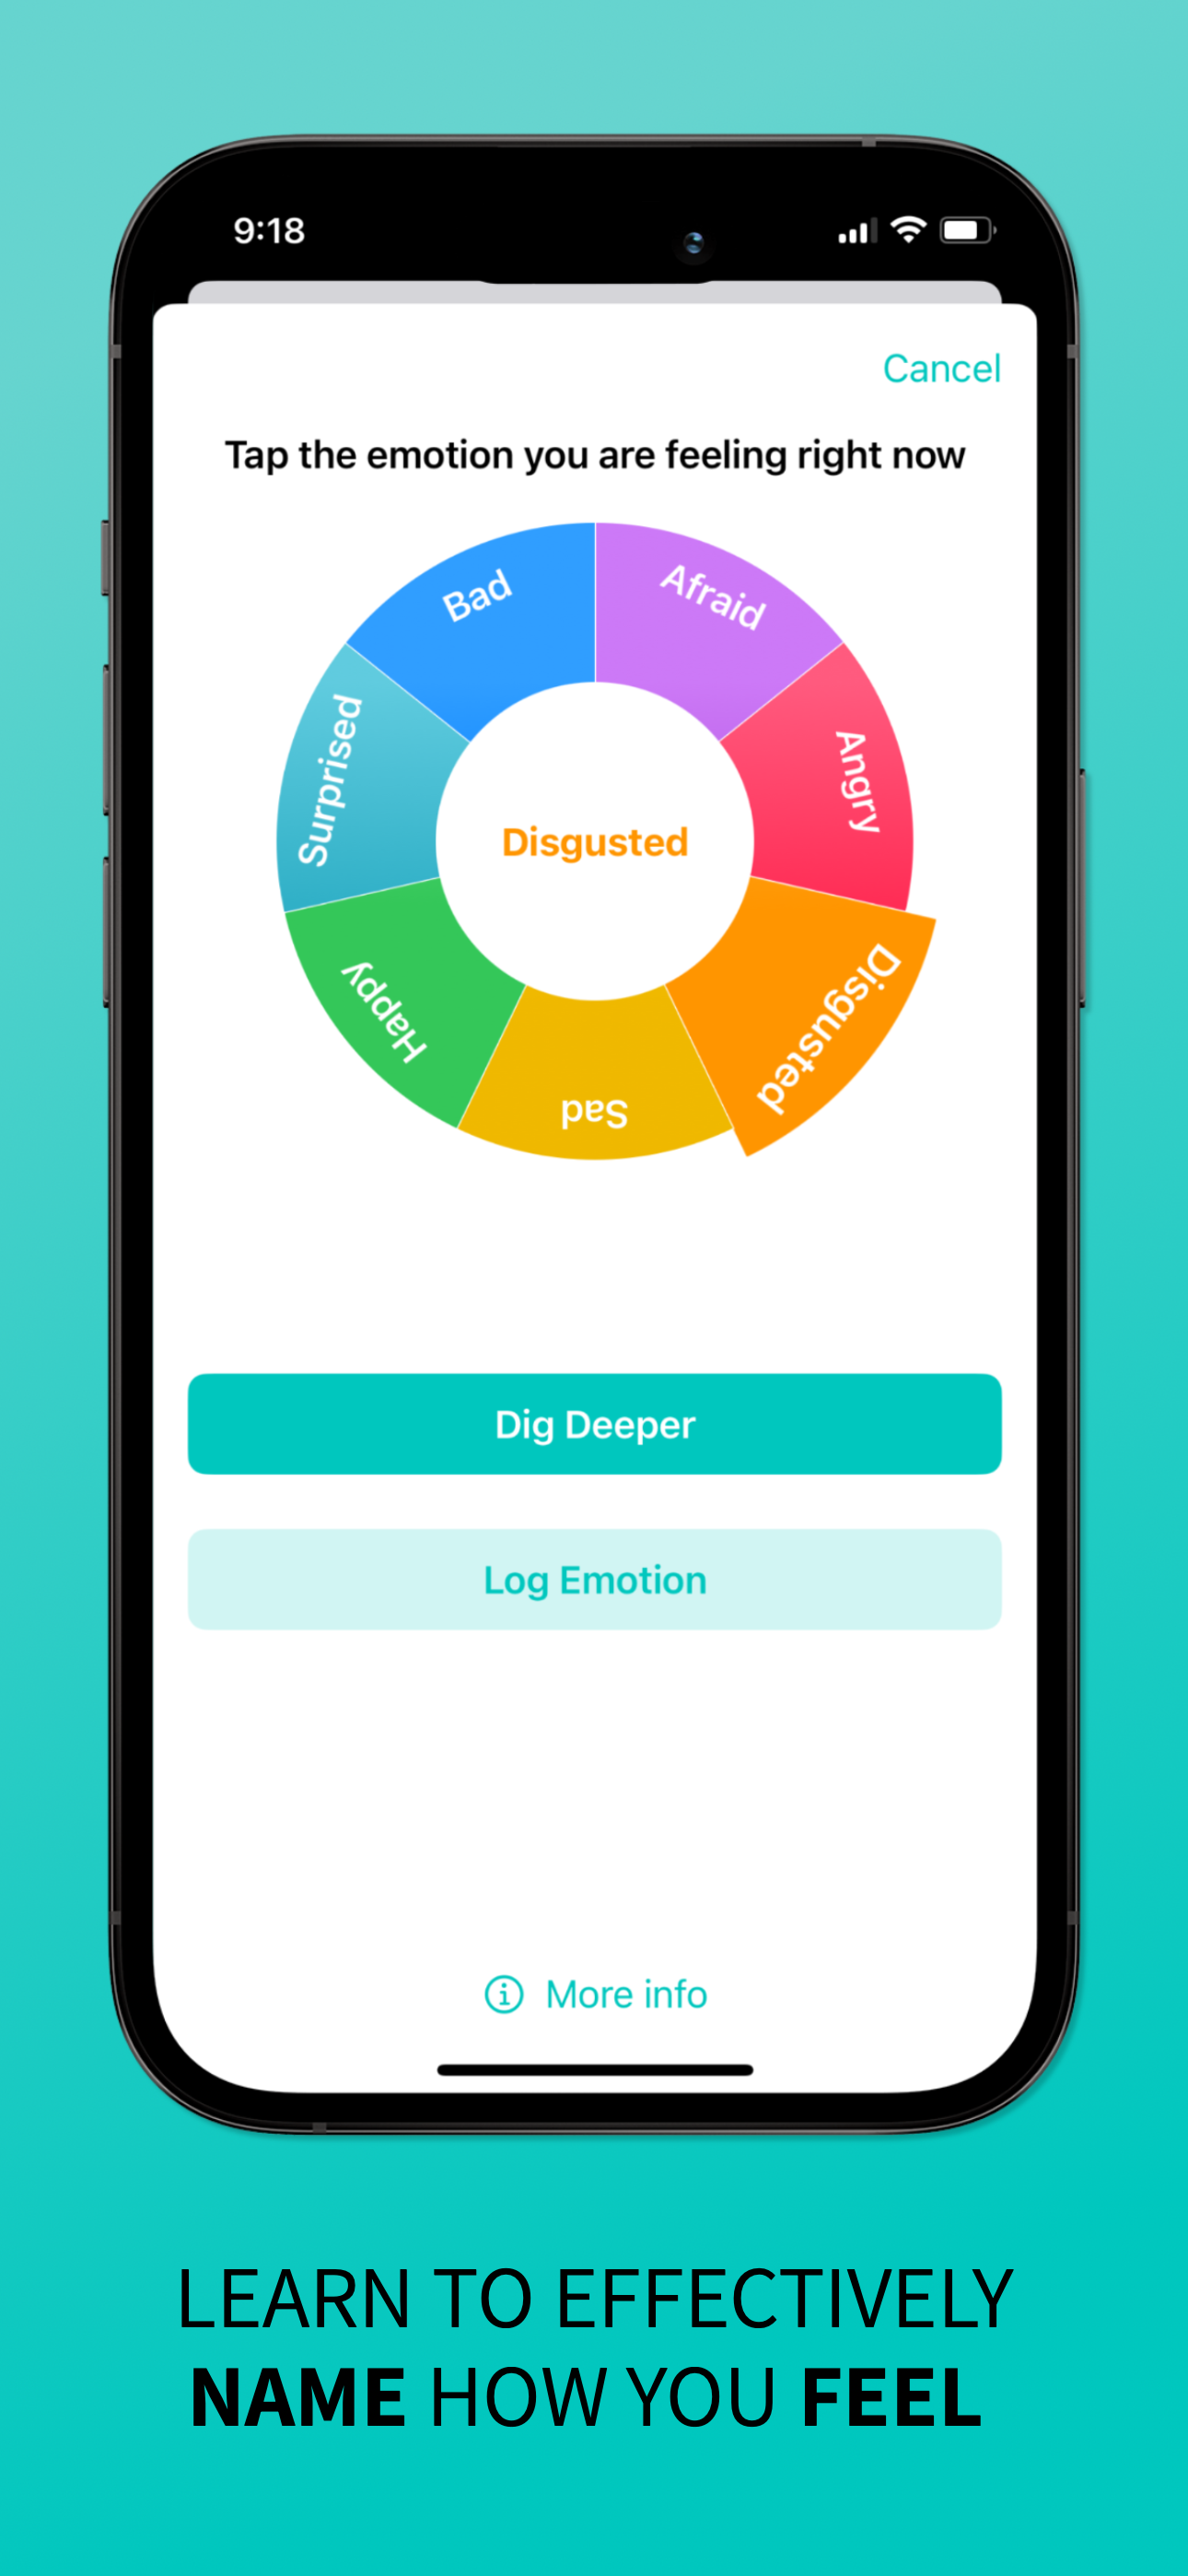 9:18
Cancel
Tap the emotion you are feeling right now
Bad
Afraid
Surprised
Angry
Disgusted
Happy
Disgusted
Sad
Dig Deeper
Log Emotion
More info
LEARN TO EFFECTIVELY
NAME HOW YOU FEEL